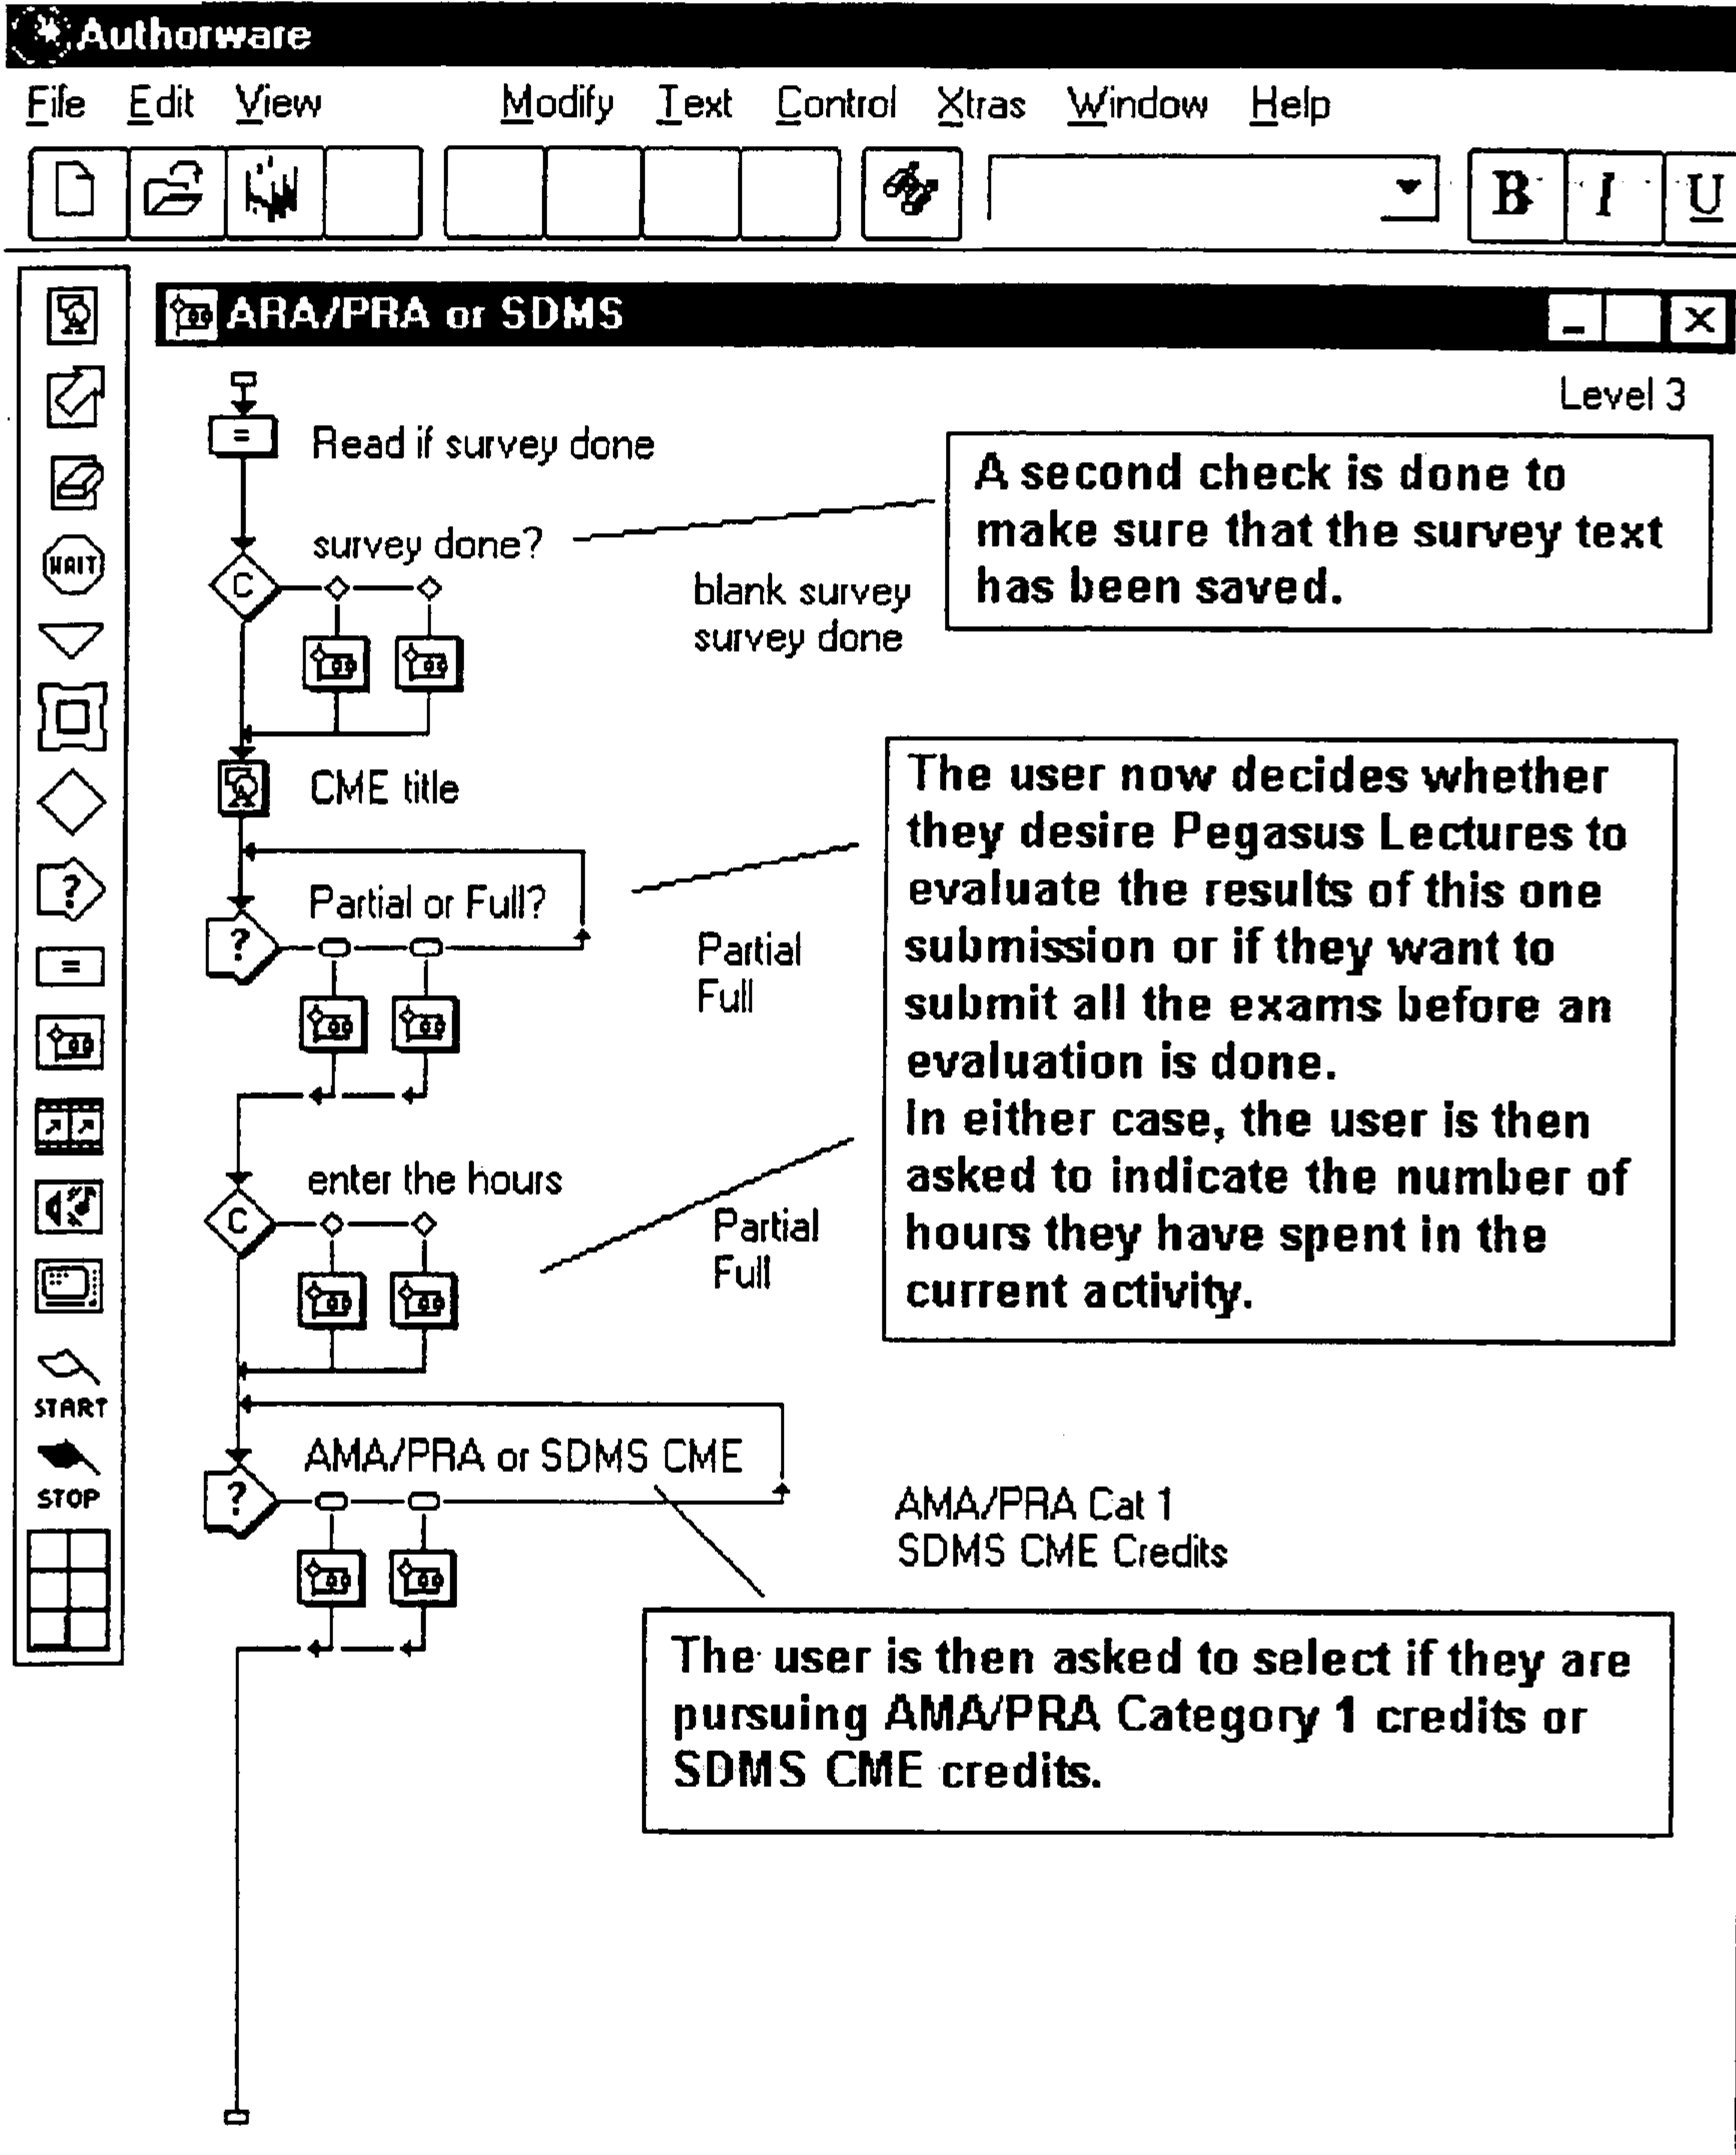 Authorware
File Edit View Modify Text Control Xtras Window Help
B I U
ARA/PRA or SDMS
Level 3
=
Read if survey done
A second check is done to
make sure that the survey text
has been saved.
survey done?
C
blank survey
survey done
WAIT
CME title
The user now decides whether
they desire Pegasus Lectures to
evaluate the results of this one
submission or if they want to
submit all the exams before an
evaluation is done.
In either case, the user is then
asked to indicate the number of
hours they have spent in the
current activity.
Partial or Full?
?
Partial
Full
?
=
enter the hours
C
Partial
Full
START
STOP
AMA/PRA or SDMS CME
?
AMA/PRA Cat 1
SDMS CME Credits
The user is then asked to select if they are
pursuing AMA/PRA Category 1 credits or
SDMS CME credits.